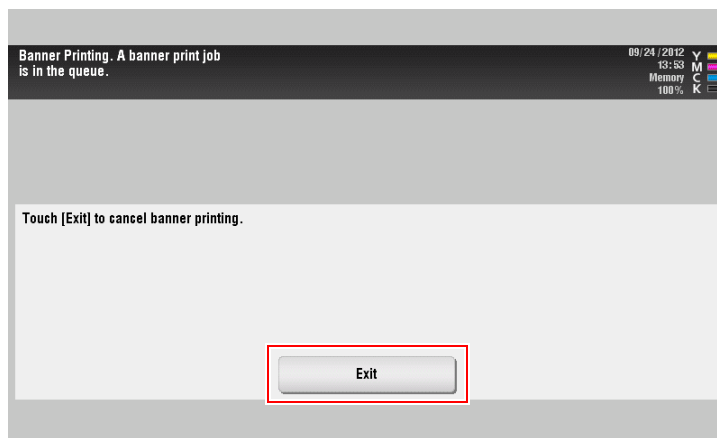 Banner Printing. A banner print job
is in the queue.
09/24/2012
13:53
Memory
100%
Y
M
C
K
Touch [Exit] to cancel banner printing.
Exit